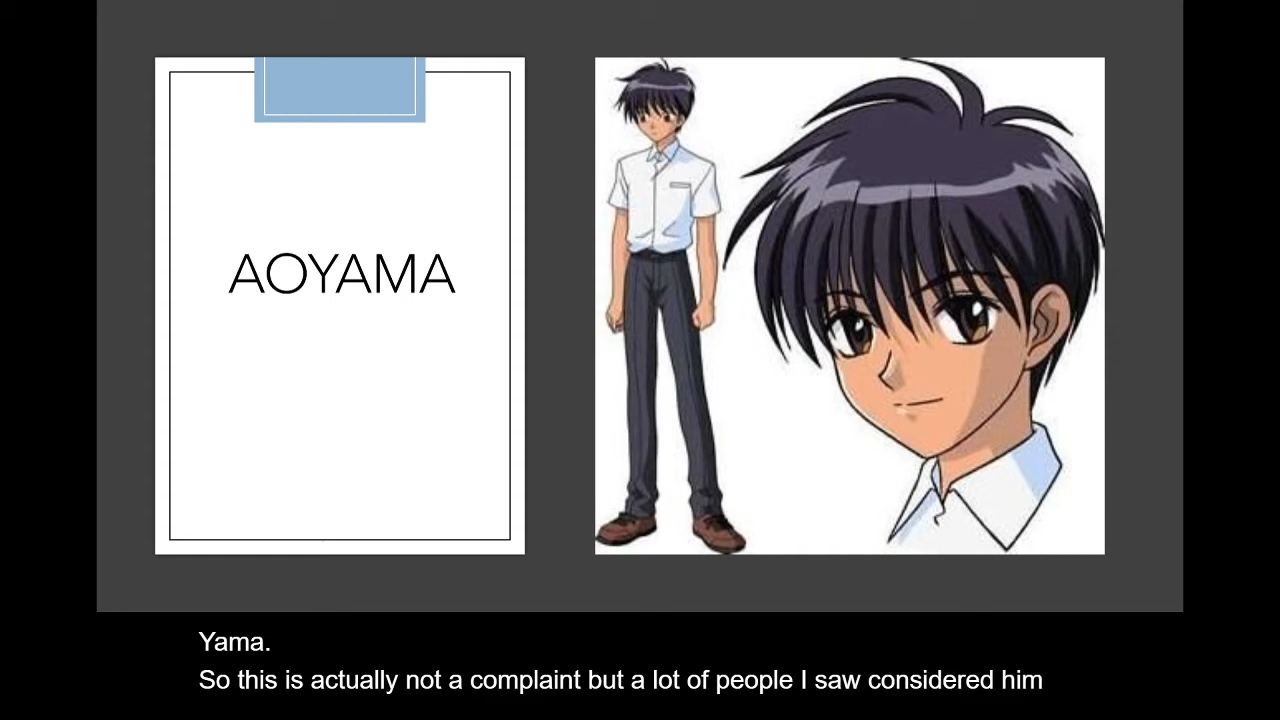 AOYAMA
Yama.
So this is actually not a complaint but a lot of people I saw considered him